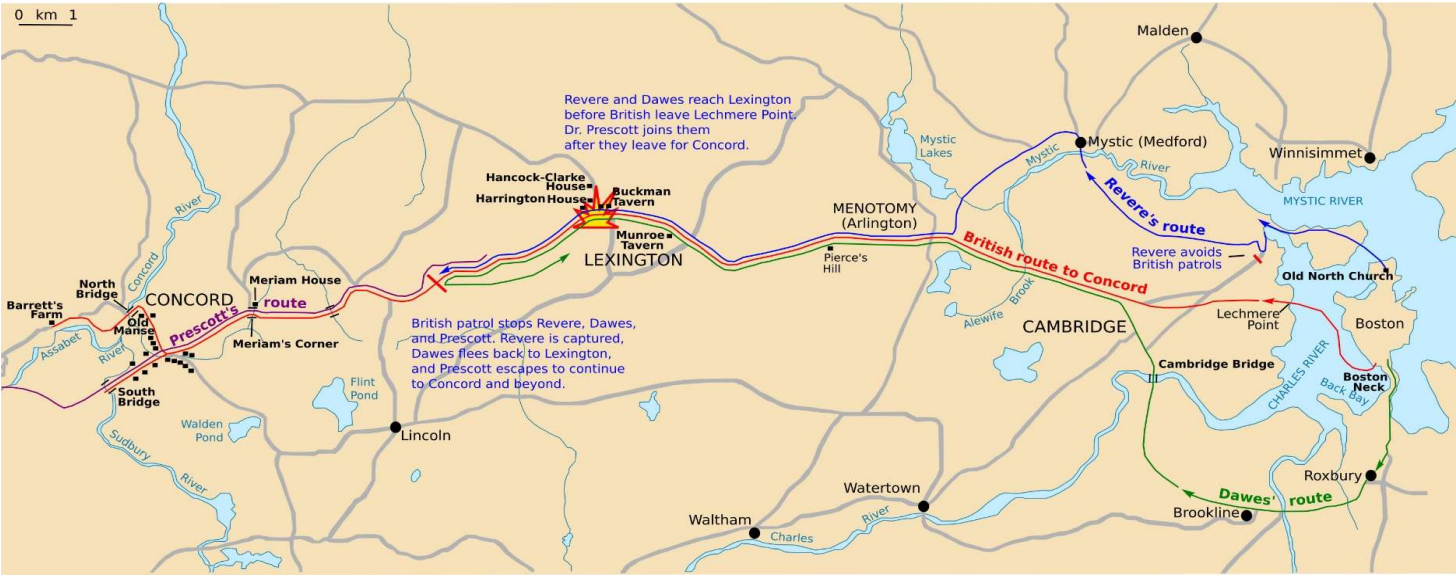 0 km 1
Malden
Revere and Dawes reach Lexington
before British leave Lechmere Point.
Dr. Prescott joins them
after they leave for Concord.
Mystic
Lakes
Mystic
River
Mystic (Medford)
Winnisimmet
MYSTIC RIVER
Hancock-Clarke
House
Harrington House
Buckman
Tavern
Munroe
Tavern
LEXINGTON
MENOTOMY
(Arlington)
Pierce's
Hill
Revere's route
Revere avoids
British patrols
British route to Concord
Old North Church
River
Concord
North
Bridge
CONCORD
Barrett's
Farm
Old
Manse
Meriam House
Prescott's route
Meriam's Corner
Assabet
River
South
Bridge
British patrol stops Revere, Dawes,
and Prescott. Revere is captured,
Dawes flees back to Lexington,
and Prescott escapes to continue
to Concord and beyond.
Alewife
Brook
CAMBRIDGE
Lechmere
Point
Boston
Cambridge Bridge
CHARLES RIVER
Back Bay
Boston
Neck
Flint
Pond
Walden
Pond
Lincoln
Sudbury
River
Waltham
Watertown
Charles
River
Roxbury
Dawes' route
Brookline